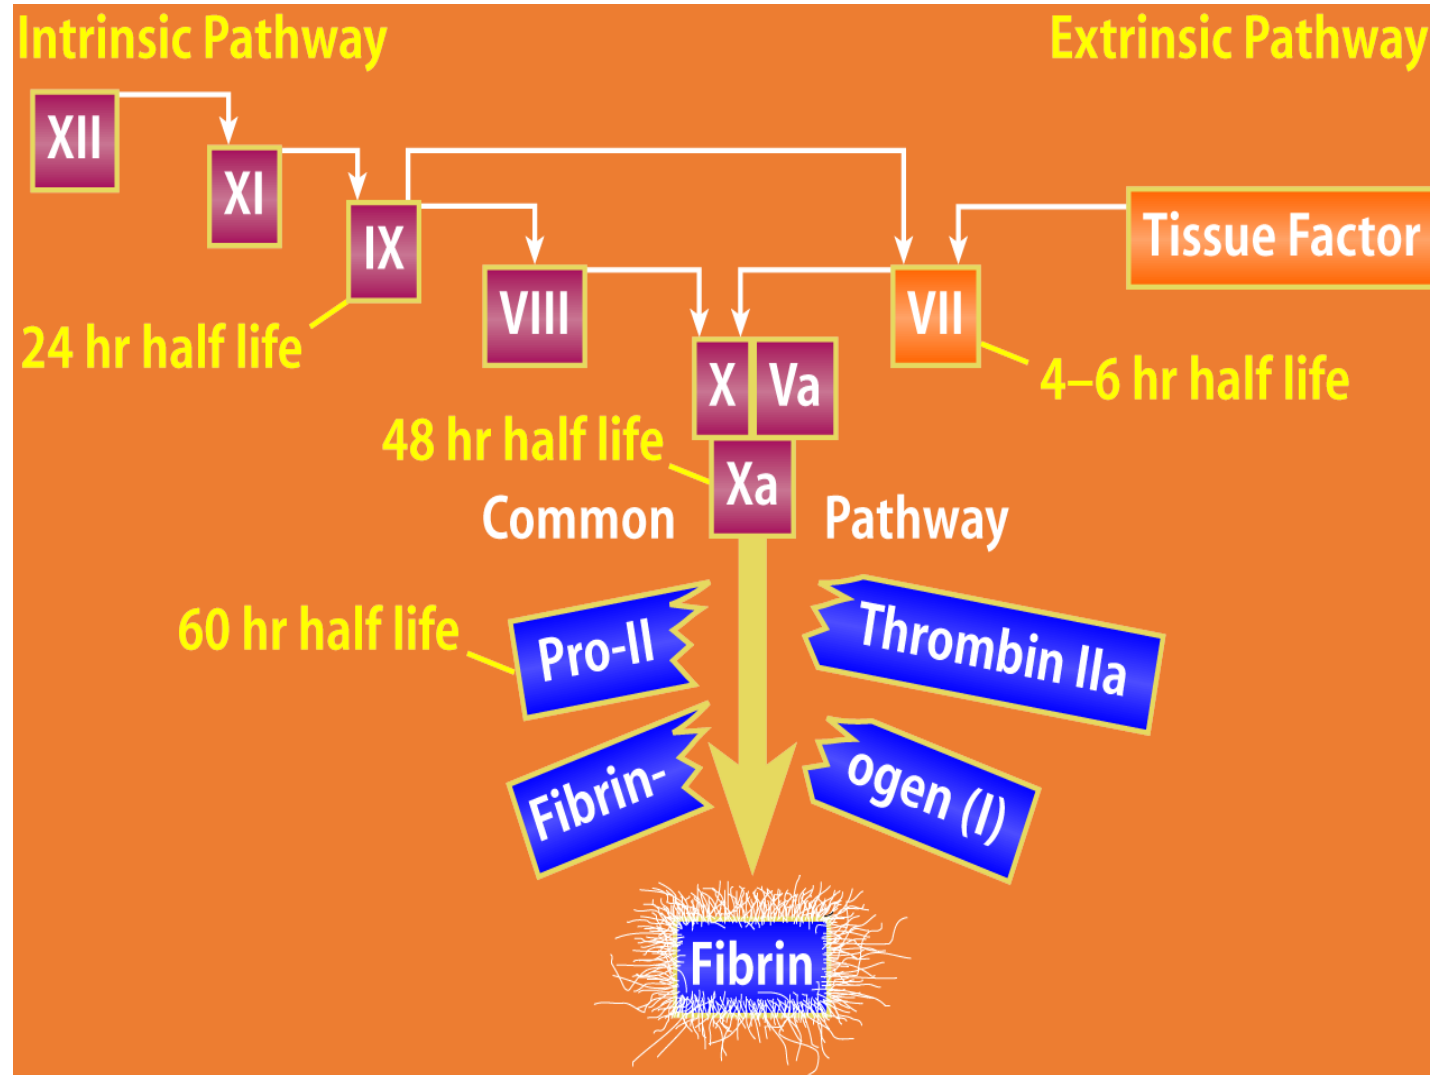 Intrinsic Pathway
Extrinsic Pathway
XII
XI
IX
VIII
VII
Tissue Factor
24 hr half life
4–6 hr half life
X
Va
48 hr half life
Xa
Common
Pathway
60 hr half life
Pro-II
Thrombin IIa
Fibrin-
ogen (I)
Fibrin